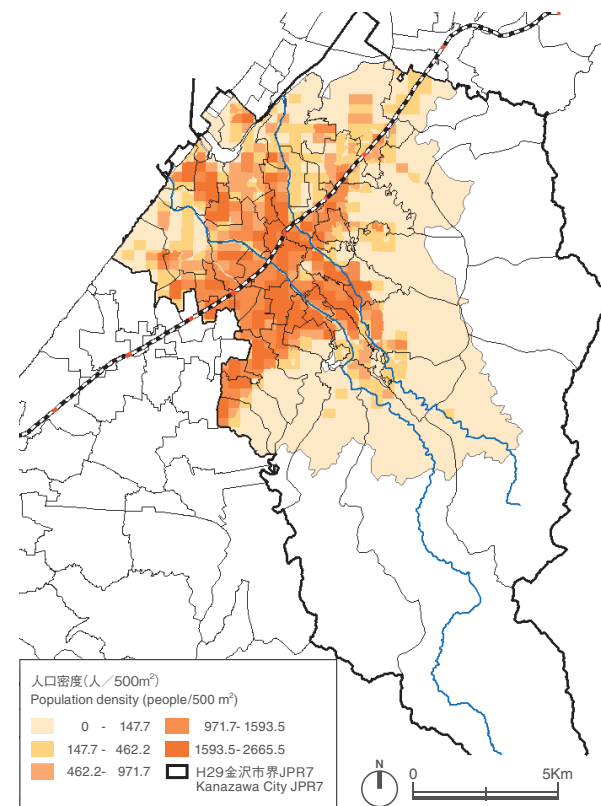 人口密度(人／500m²)
Population density (people/500 m²)
0 - 147.7
147.7 - 462.2
462.2- 971.7
971.7- 1593.5
1593.5- 2665.5
H29金沢市界JPR7
Kanazawa City JPR7
N
0 5Km